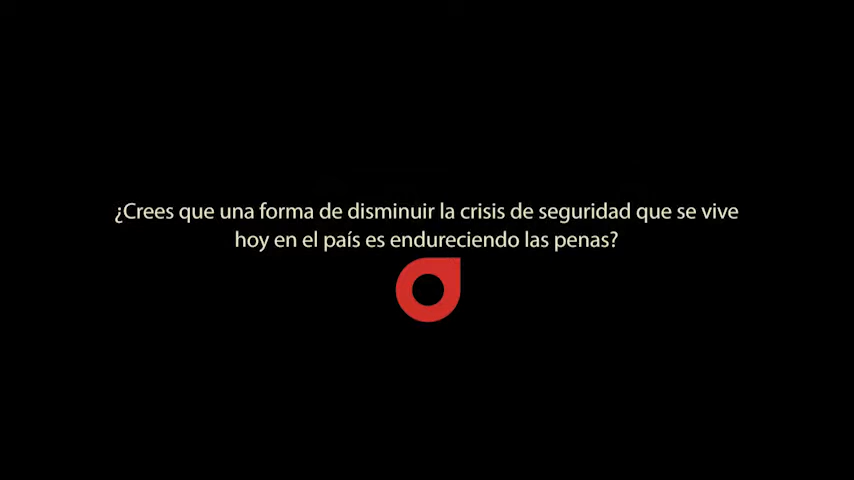 ¿Crees que una forma de disminuir la crisis de seguridad que se vive
hoy en el país es endureciendo las penas?